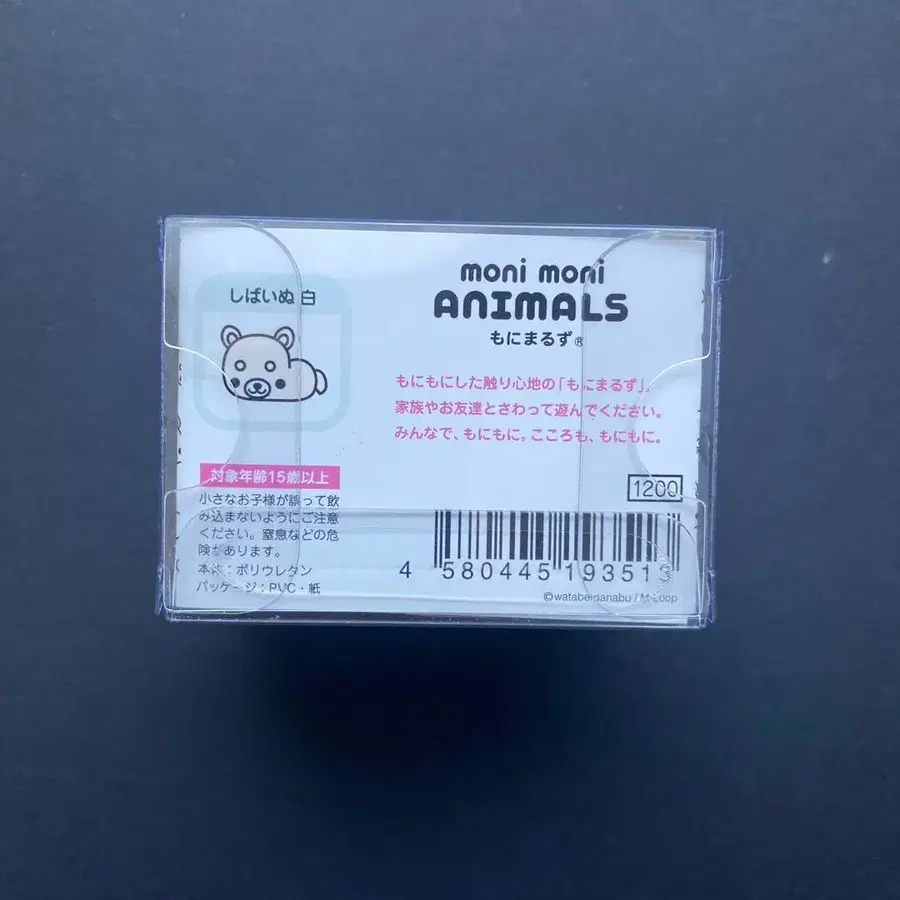 しばいぬ 白
moni moni
ANIMALS
もにまるず®
もにもにした触り心地の「もにまるず」。
家族やお友達とさわって遊んでください。
みんなで、もにもに。こころも、もにもに。
対象年齢15歳以上
小さなお子様が誤って飲
み込まないようにご注意
ください。窒息などの危
険があります。
本体：ポリウレタン
パッケージ：PVC・紙
1200
4 580445 19351
©watabemanabu / M-Loop